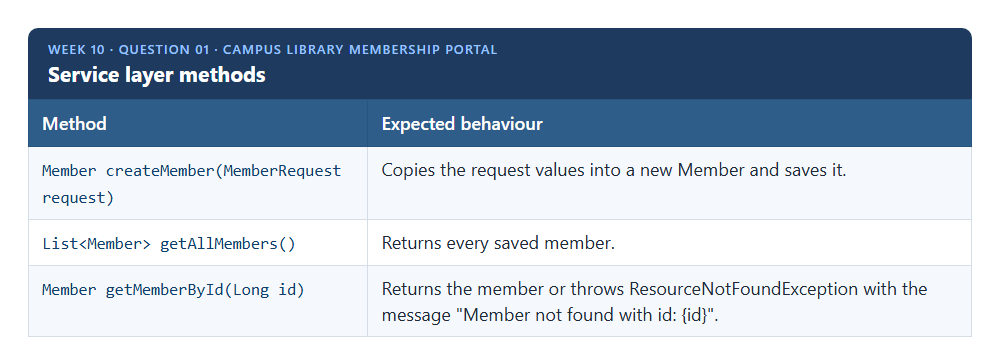 WEEK 10 · QUESTION 01 · CAMPUS LIBRARY MEMBERSHIP PORTAL
Service layer methods
Method
Expected behaviour
Member createMember(MemberRequest
request)
Copies the request values into a new Member and saves it.
List<Member> getAllMembers()
Returns every saved member.
Member getMemberById(Long id)
Returns the member or throws ResourceNotFoundException with the
message "Member not found with id: {id}".